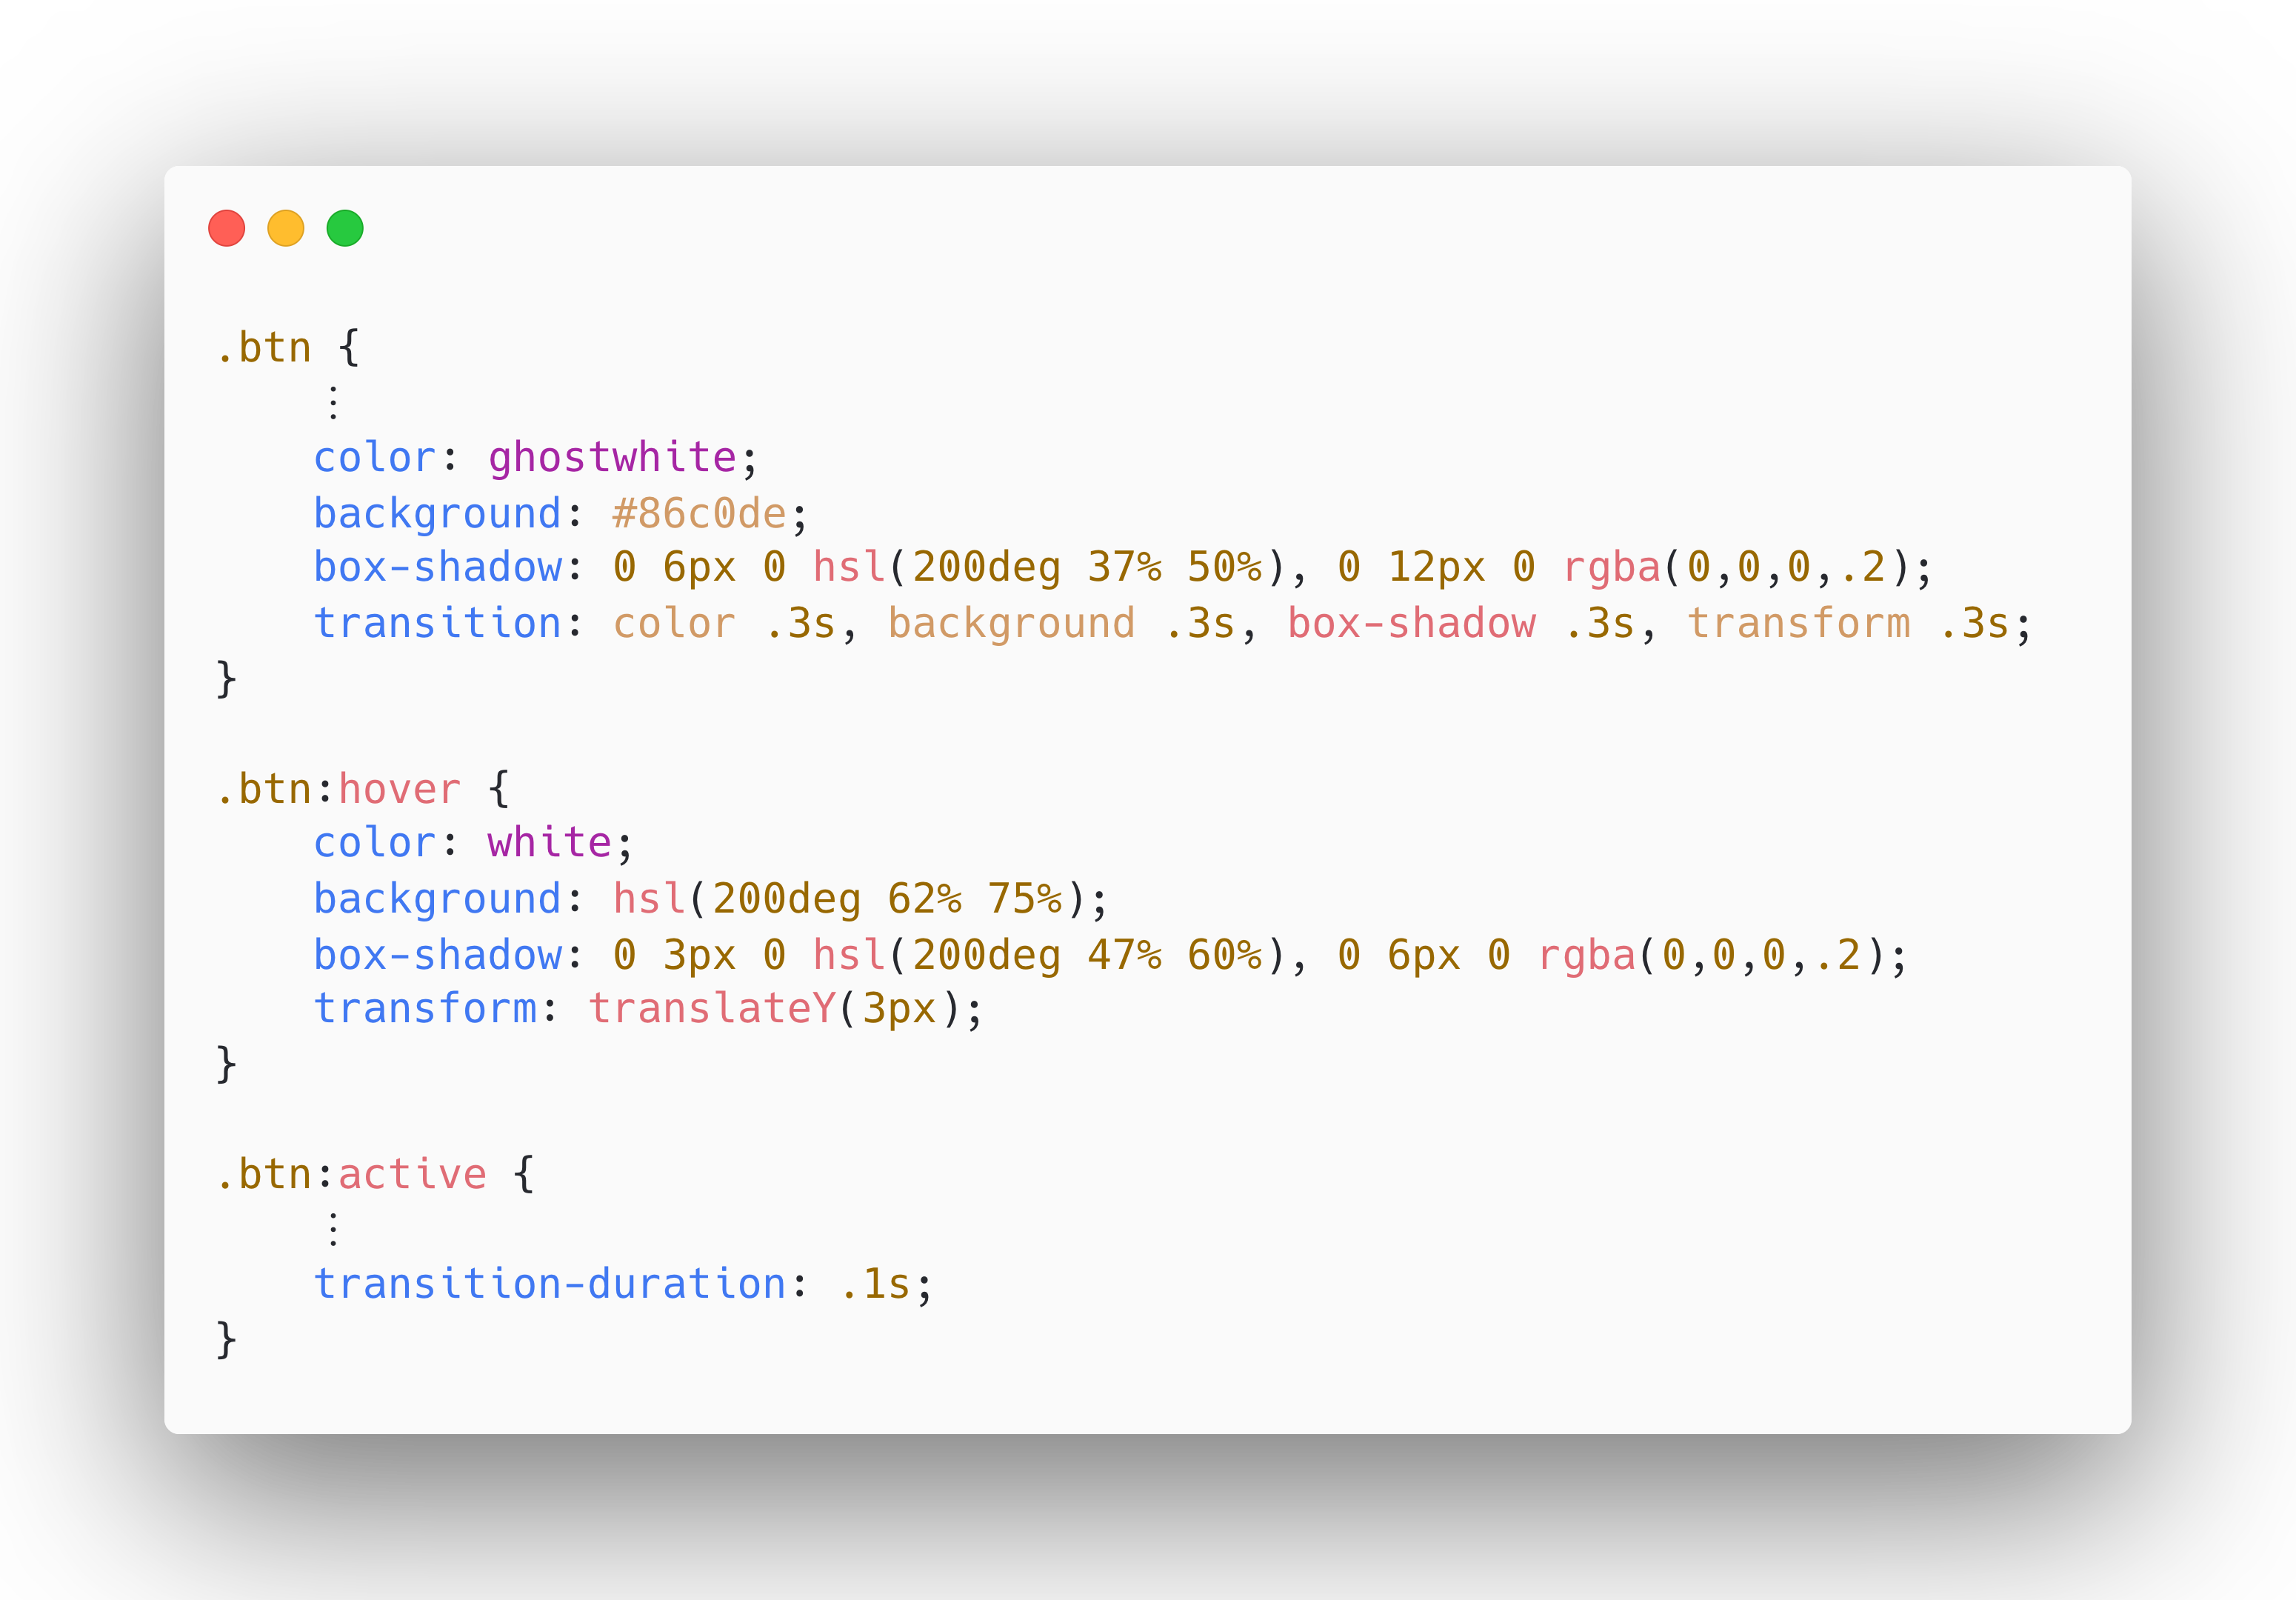 .btn {
    ⋮
    color: ghostwhite;
    background: #86c0de;
    box-shadow: 0 6px 0 hsl(200deg 37% 50%), 0 12px 0 rgba(0,0,0,.2);
    transition: color .3s, background .3s, box-shadow .3s, transform .3s;
}

.btn:hover {
    color: white;
    background: hsl(200deg 62% 75%);
    box-shadow: 0 3px 0 hsl(200deg 47% 60%), 0 6px 0 rgba(0,0,0,.2);
    transform: translateY(3px);
}

.btn:active {
    ⋮
    transition-duration: .1s;
}